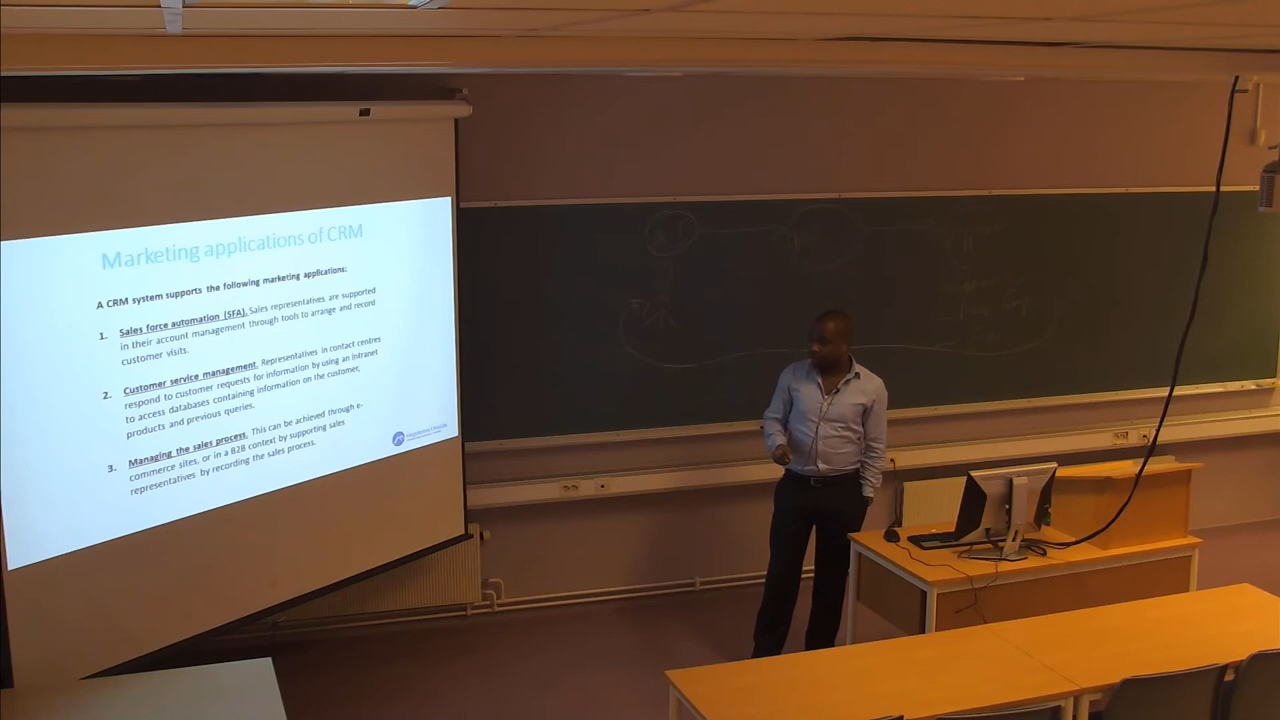 Marketing applications of CRM
A CRM system supports the following marketing applications:
1. Sales force automation (SFA). Sales representatives are supported
in their account management through tools to arrange and record
customer visits.
2. Customer service management. Representatives in contact centres
respond to customer requests for information by using an intranet
to access databases containing information on the customer,
products and previous queries.
3. Managing the sales process. This can be achieved through e-
commerce sites, or in a B2B context by supporting sales
representatives by recording the sales process.